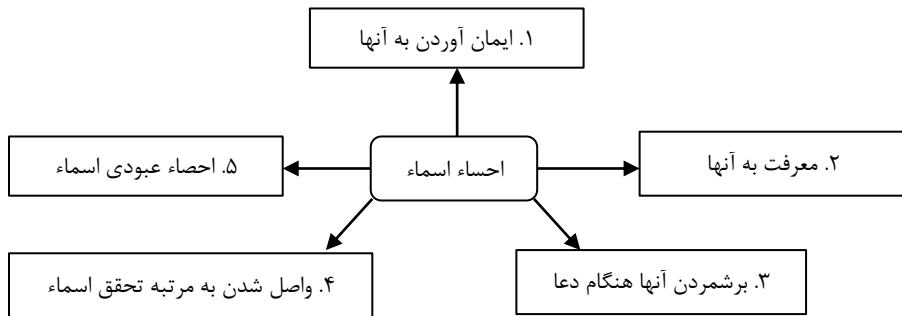 ۱. ایمان آوردن به آنها
احساء اسماء
۲. معرفت به آنها
۳. برشمردن آنها هنگام دعا
۴. واصل شدن به مرتبه تحقق اسماء
۵. احصاء عبودی اسماء